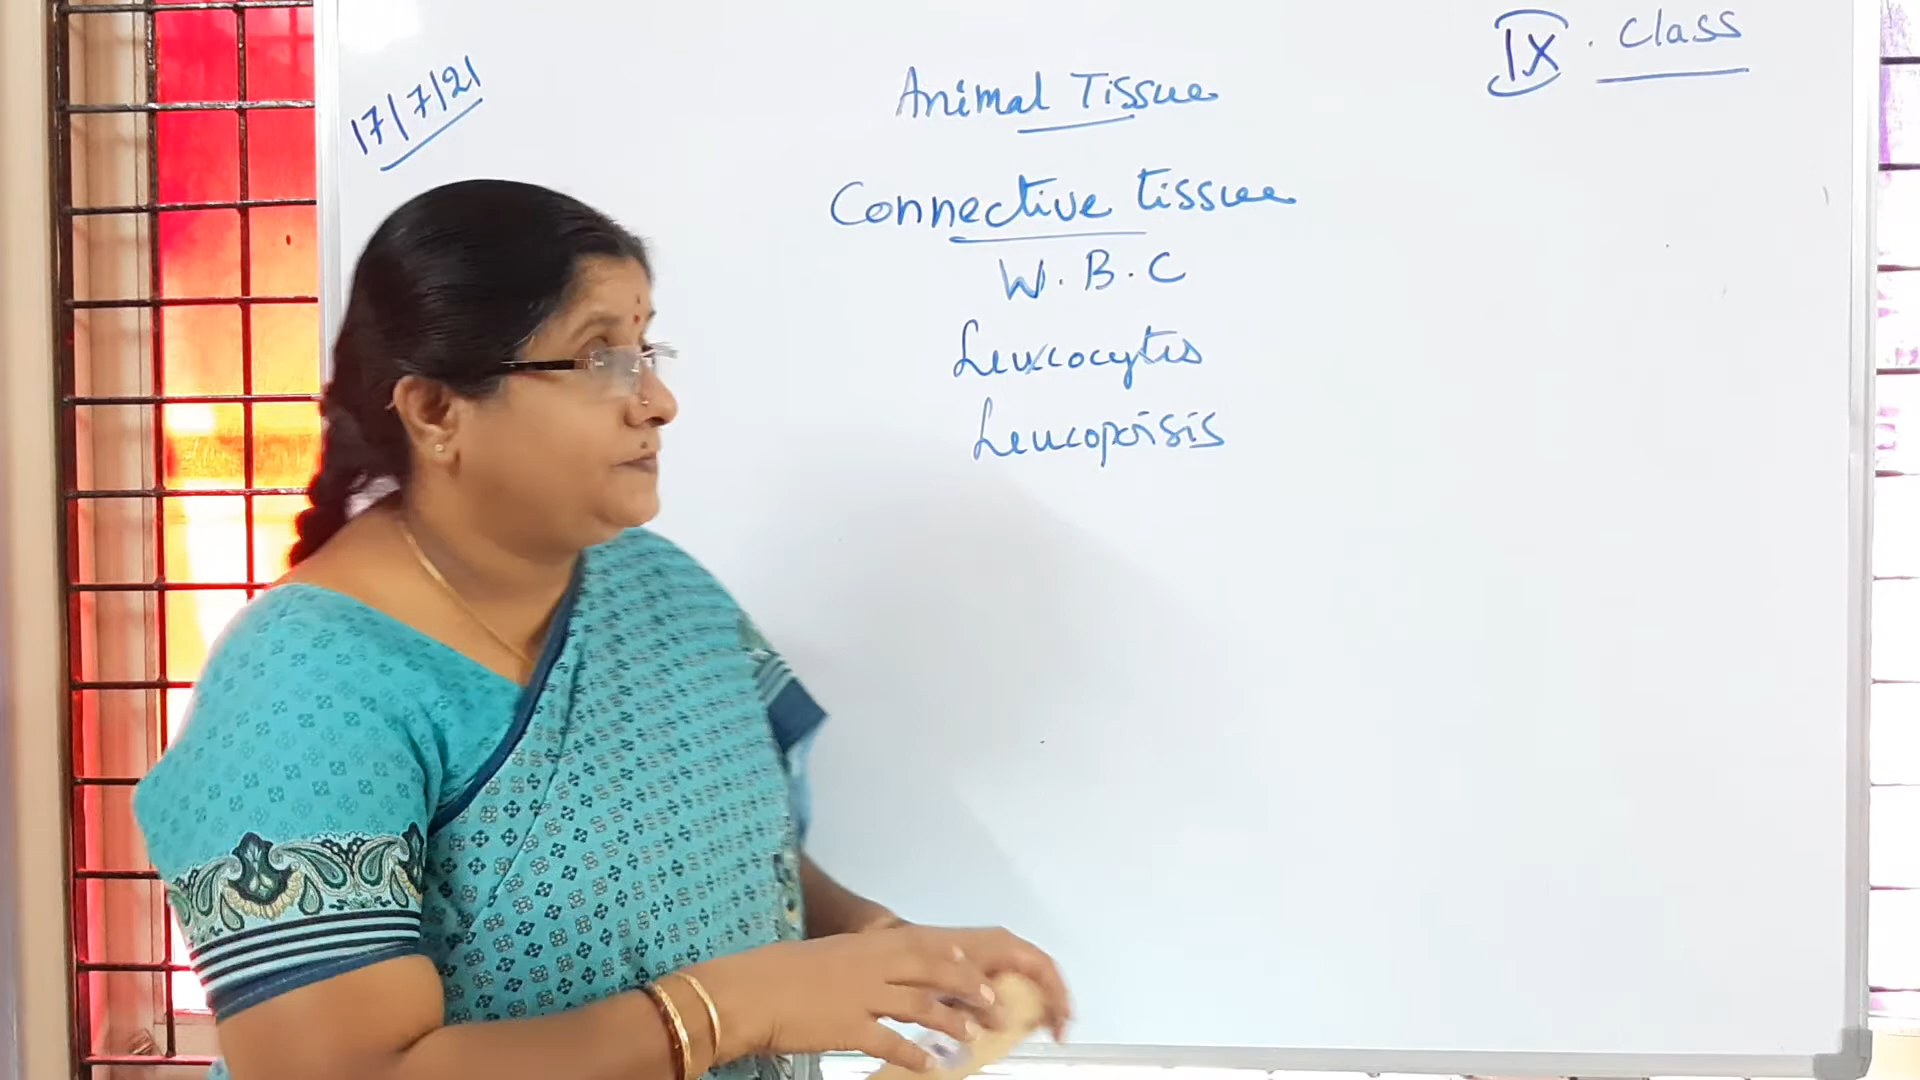 17/7/21
IX. Class
Animal Tissue
Connective tissue
W.B.C
Leucocytes
Leucopoisis